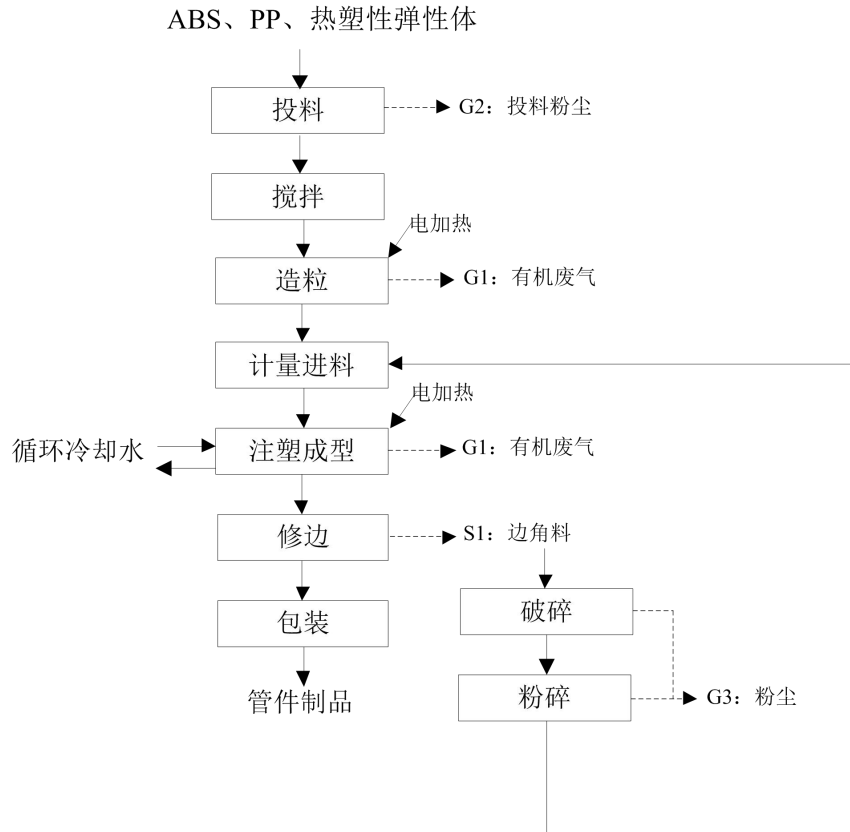 ABS、PP、热塑性弹性体
投料
G2：投料粉尘
搅拌
电加热
造粒
G1：有机废气
计量进料
电加热
循环冷却水
注塑成型
G1：有机废气
修边
S1：边角料
破碎
包装
管件制品
粉碎
G3：粉尘